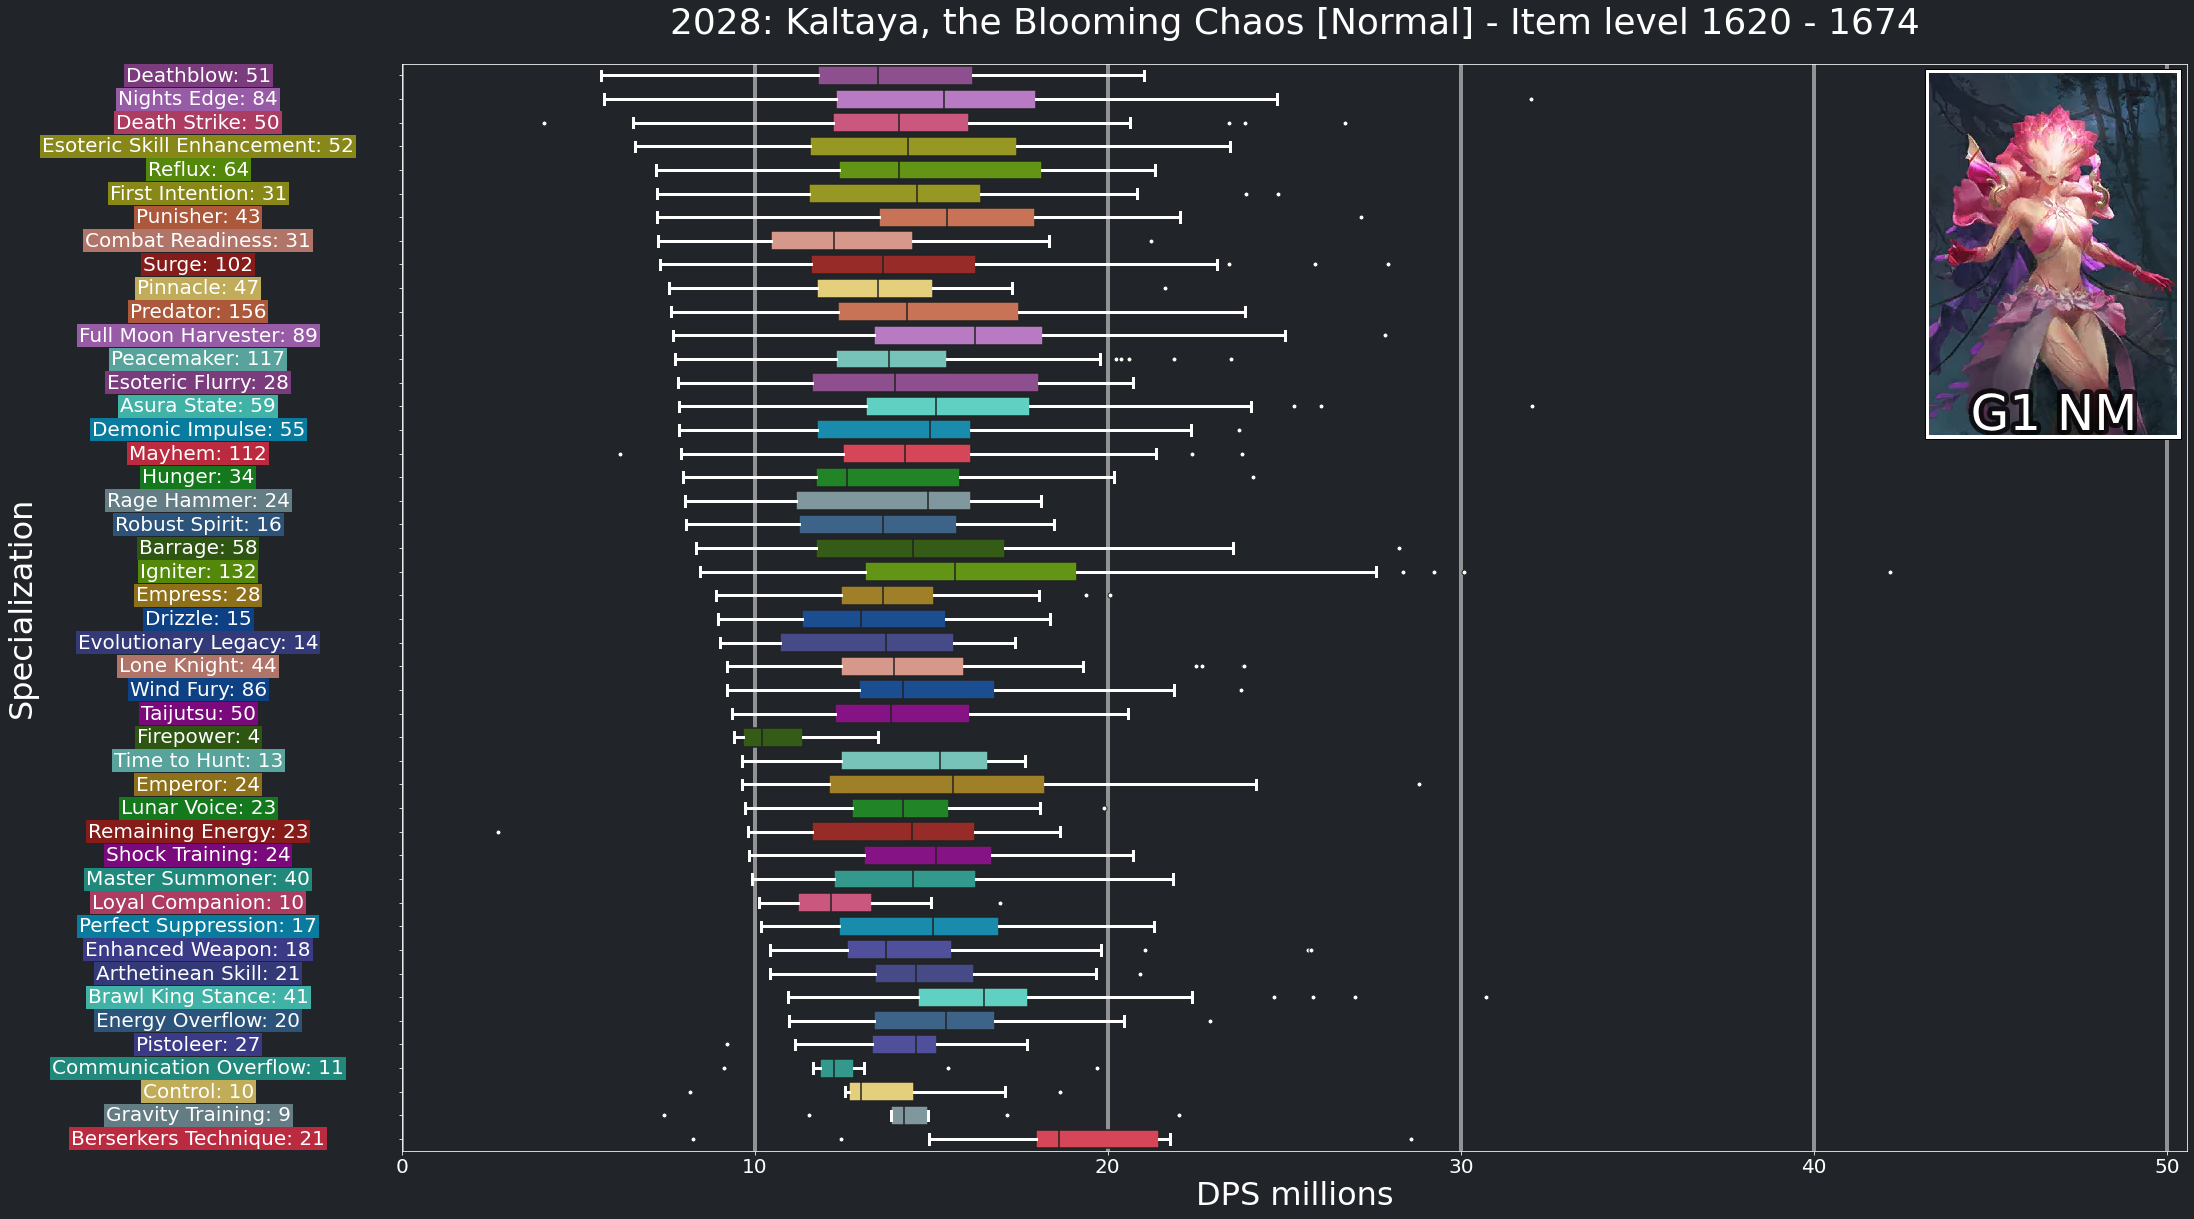 2028: Kaltaya, the Blooming Chaos [Normal] - Item level 1620 - 1674
Deathblow: 51
Nights Edge: 84
Death Strike: 50
Esoteric Skill Enhancement: 52
Reflux: 64
First Intention: 31
Punisher: 43
Combat Readiness: 31
Surge: 102
Pinnacle: 47
Predator: 156
Full Moon Harvester: 89
Peacemaker: 117
Esoteric Flurry: 28
Asura State: 59
Demonic Impulse: 55
Mayhem: 112
Hunger: 34
Rage Hammer: 24
Robust Spirit: 16
Barrage: 58
Igniter: 132
Empress: 28
Drizzle: 15
Evolutionary Legacy: 14
Lone Knight: 44
Wind Fury: 86
Taijutsu: 50
Firepower: 4
Time to Hunt: 13
Emperor: 24
Lunar Voice: 23
Remaining Energy: 23
Shock Training: 24
Master Summoner: 40
Loyal Companion: 10
Perfect Suppression: 17
Enhanced Weapon: 18
Arthetinean Skill: 21
Brawl King Stance: 41
Energy Overflow: 20
Pistoleer: 27
Communication Overflow: 11
Control: 10
Gravity Training: 9
Berserkers Technique: 21
Specialization
G1 NM
0 10 20 30 40 50
DPS millions